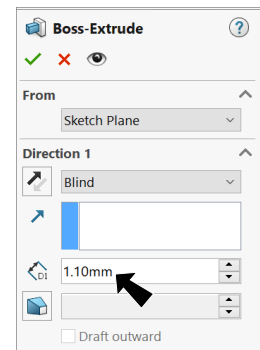 Boss-Extrude
?
From
Sketch Plane
Direction 1
Blind
D1
1.10mm
Draft outward